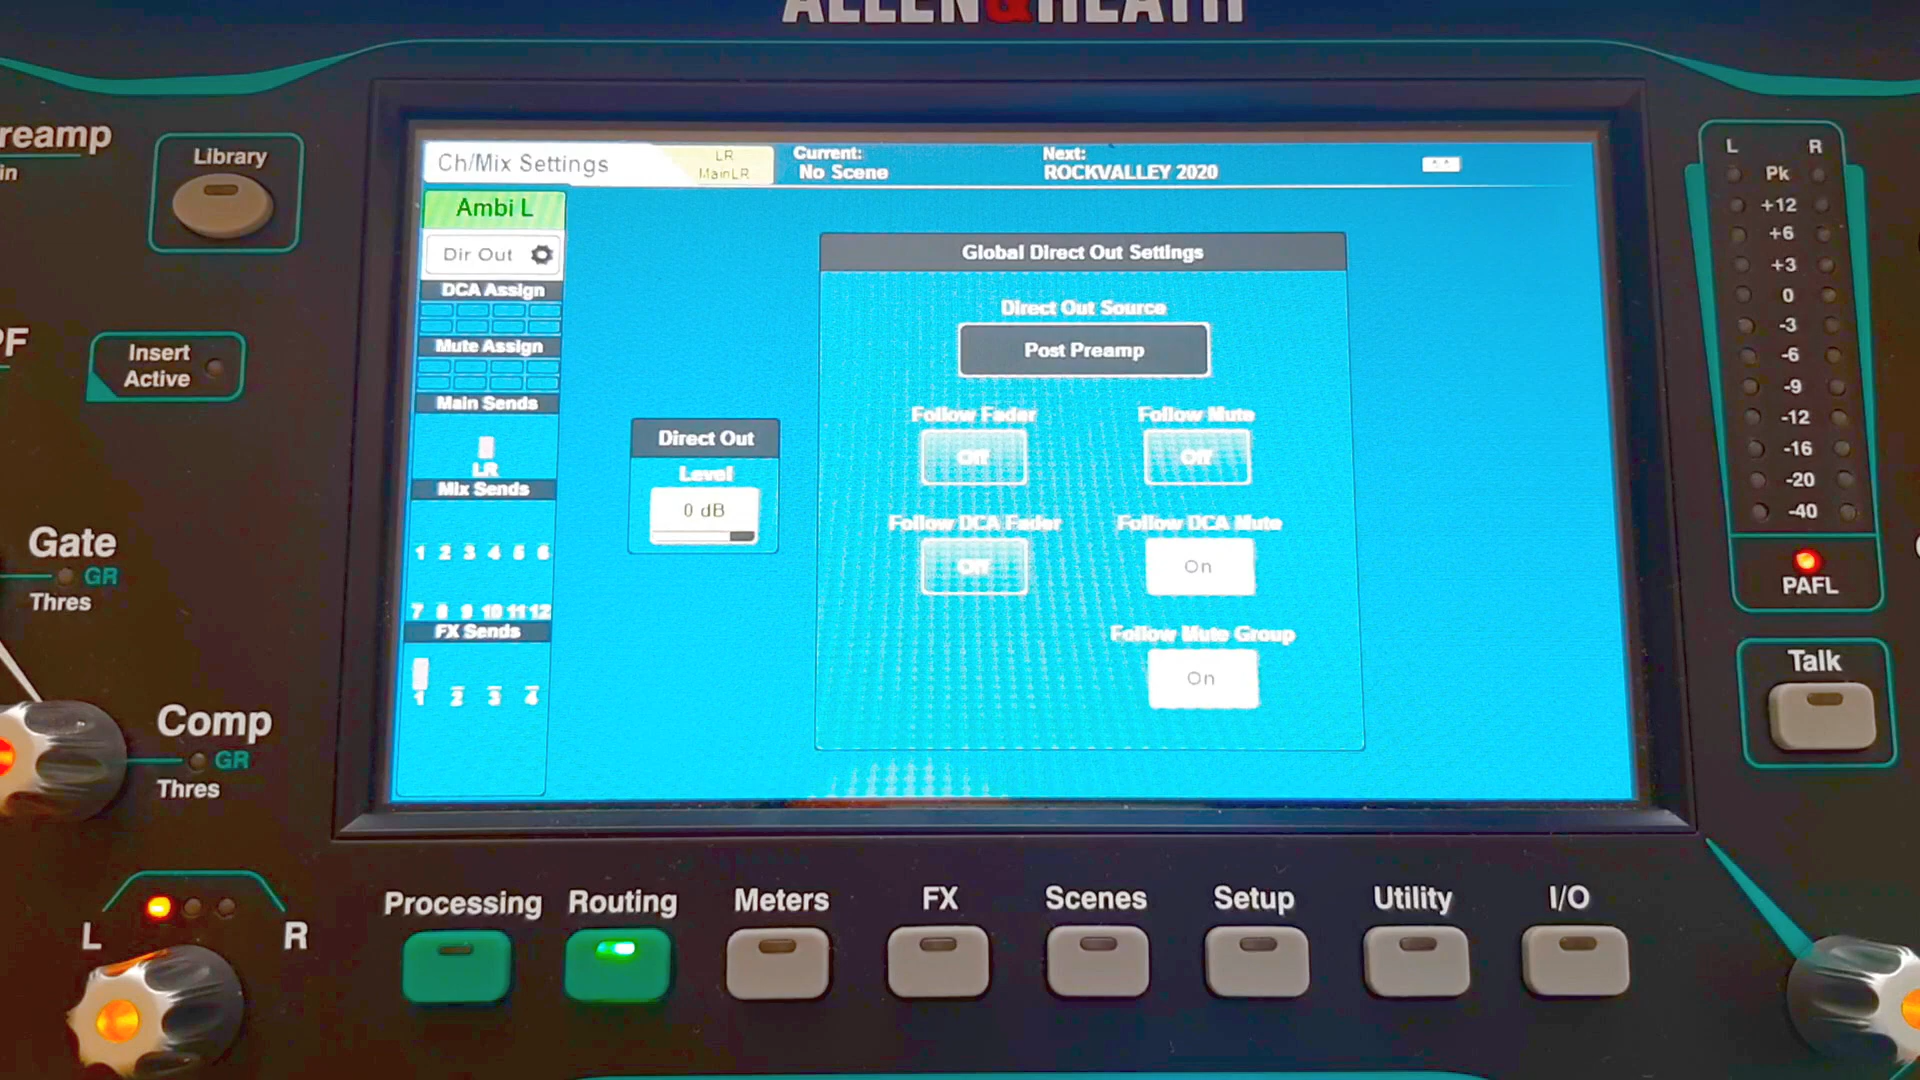 ALLEN&HEATH
reamp
in
Library
PF
Insert
Active
Gate
GR
Thres
Comp
GR
Thres
L
R
Ch/Mix Settings
LR
MainLR
Current:
No Scene
Next:
ROCKVALLEY 2020
Ambi L
Dir Out
DCA Assign
Mute Assign
Main Sends
LR
Mix Sends
1 2 3 4 5 6
7 8 9 10 11 12
FX Sends
1 2 3 4
Direct Out
Level
0 dB
Global Direct Out Settings
Direct Out Source
Post Preamp
Follow Fader
Off
Follow Mute
Off
Follow DCA Fader
Off
Follow DCA Mute
On
Follow Mute Group
On
L R
Pk
+12
+6
+3
0
-3
-6
-9
-12
-16
-20
-40
PAFL
Talk
Processing
Routing
Meters
FX
Scenes
Setup
Utility
I/O